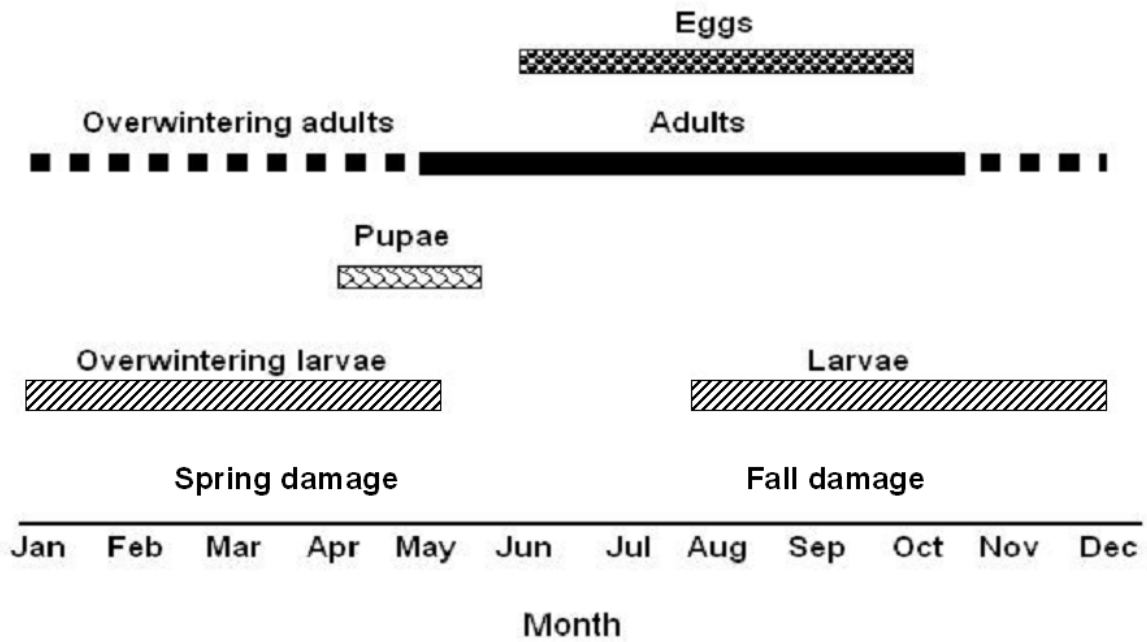 Eggs
Overwintering adults Adults
Pupae
Overwintering larvae Larvae
Spring damage Fall damage
Jan Feb Mar Apr May Jun Jul Aug Sep Oct Nov Dec
Month